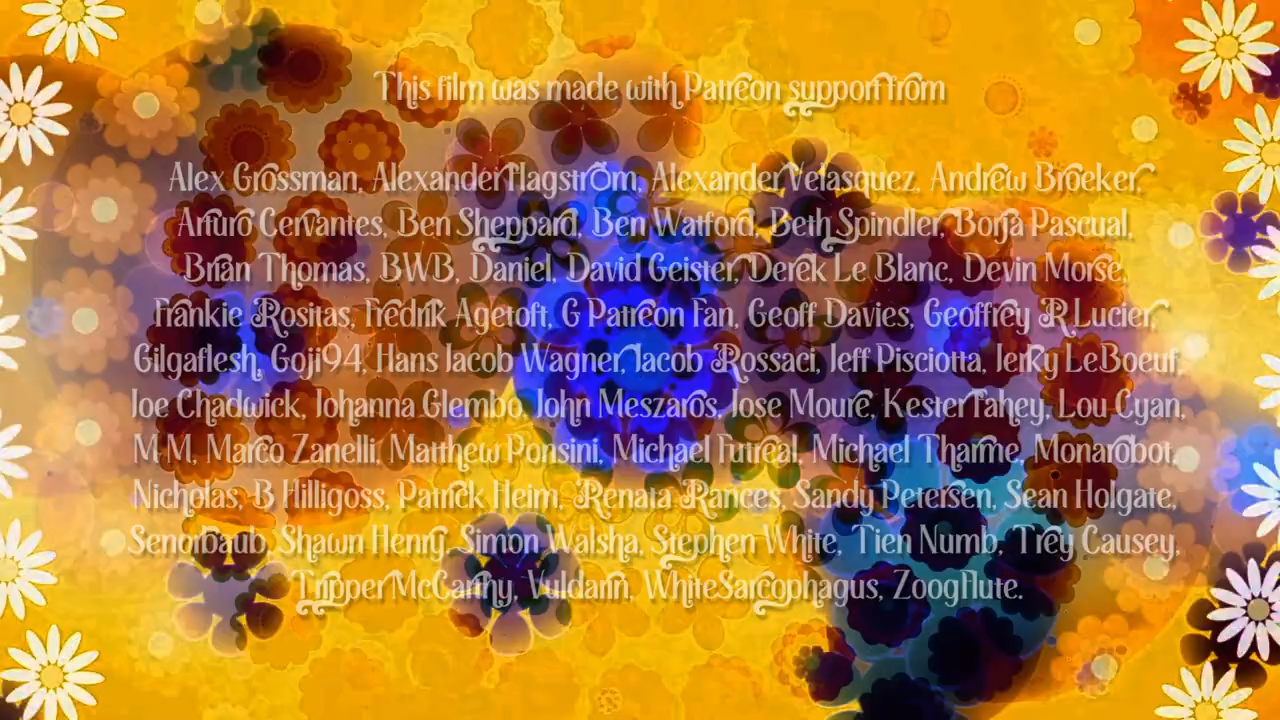 This film was made with Patreon support from
Alex Grossman, Alexander Hagstrom, Alexander Velasquez, Andrew Broeker,
Arturo Cervantes, Ben Sheppard, Ben Watford, Beth Spindler, Borja Pascual,
Brian Thomas, BWB, Daniel, David Geister, Derek Le Blanc, Devin Morse,
Frankie Rositas, Fredrik Agetoft, G Patreon Fan, Geoff Davies, Geoffrey R Lucier,
Gilgaflesh, Goji94, Hans Jacob Wagner, Jacob Rossaci, Jeff Pisciotta, Jerky LeBoeuf,
Joe Chadwick, Johanna Glembo, John Meszaros, Jose Moure, Kester Fahey, Lou Cyan,
M M, Marco Zanelli, Matthew Ponsini, Michael Futreal, Michael Tharme, Monarobot,
Nicholas, B Hilligoss, Patrick Heim, Renata Rances, Sandy Petersen, Sean Holgate,
SenorBaub, Shawn Henry, Simon Walsha, Stephen White, Tien Numb, Trey Causey,
Tripper McCarthy, Vuldarin, WhiteSarcophagus, Zoogflute.